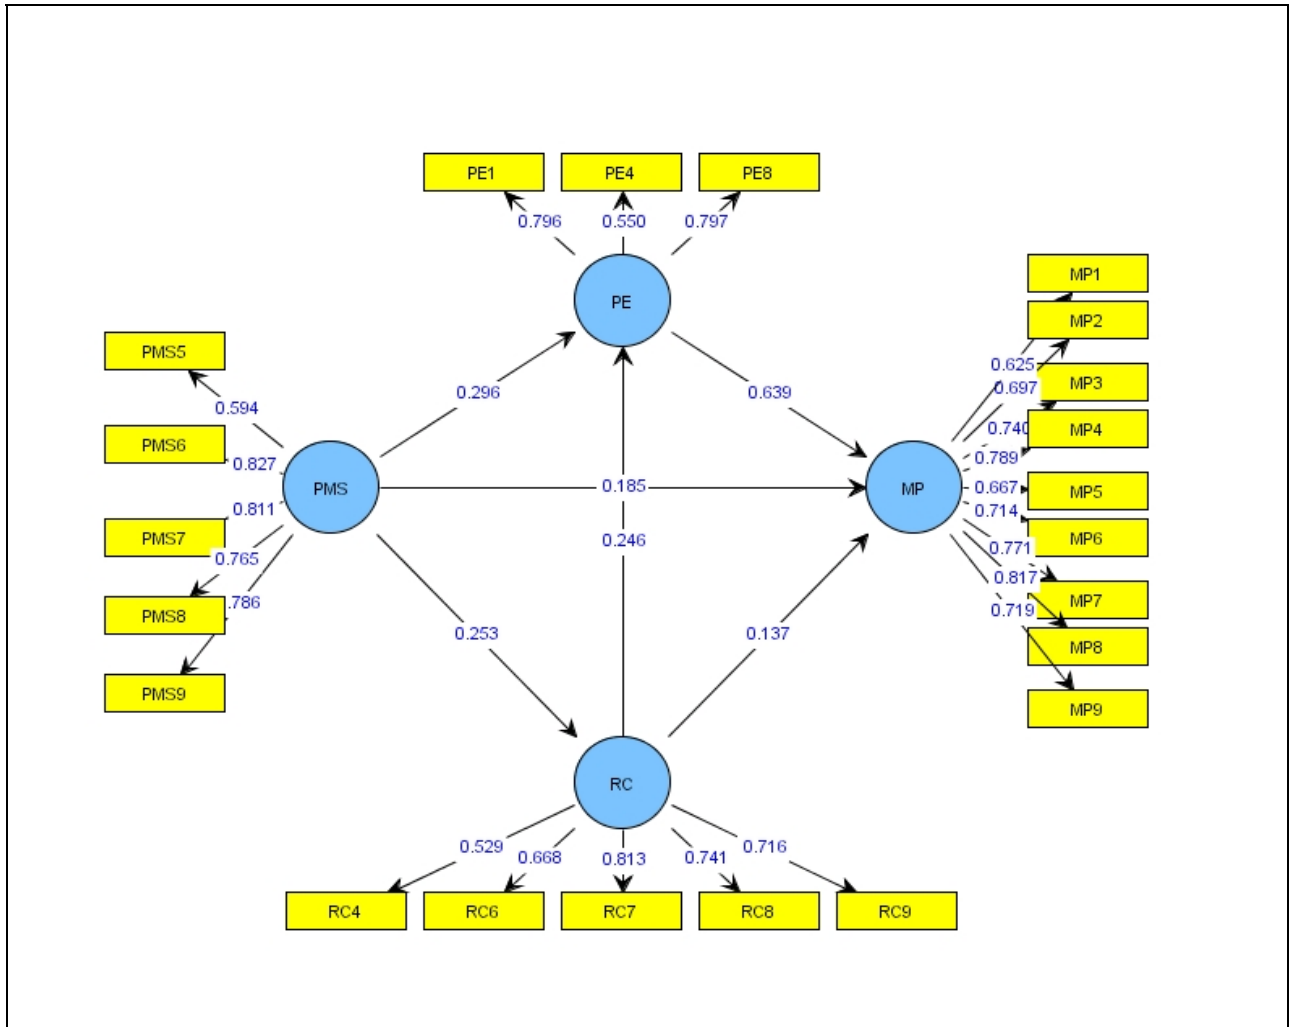 PE1 PE4 PE8
0.796 0.550 0.797
MP1
PE
MP2
PMS5
0.625
MP3
0.296 0.639
0.697
0.594
0.740 MP4
PMS6
0.827 0.789
PMS 0.185 MP 0.667 MP5
0.811 0.714
PMS7 0.246 MP6
0.765 0.771
0.817
.786 MP7
PMS8 0.719
0.253 0.137
MP8
PMS9
MP9
RC
0.529 0.668 0.813 0.741 0.716
RC4 RC6 RC7 RC8 RC9